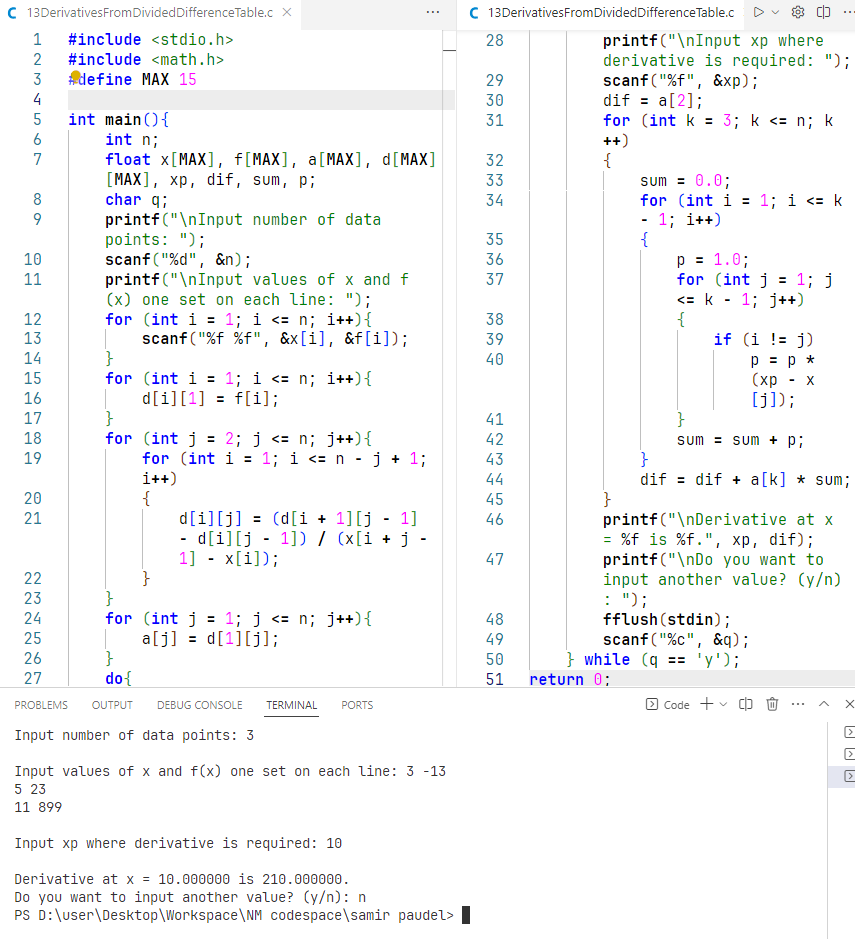 13DerivativesFromDividedDifferenceTable.c
1 #include <stdio.h>
2 #include <math.h>
3 #define MAX 15
4
5 int main(){
6 int n;
7 float x[MAX], f[MAX], a[MAX], d[MAX]
[MAX], xp, dif, sum, p;
8 char q;
9 printf("\nInput number of data
points: ");
10 scanf("%d", &n);
11 printf("\nInput values of x and f
(x) one set on each line: ");
12 for (int i = 1; i <= n; i++){
13 scanf("%f %f", &x[i], &f[i]);
14 }
15 for (int i = 1; i <= n; i++){
16 d[i][1] = f[i];
17 }
18 for (int j = 2; j <= n; j++){
19 for (int i = 1; i <= n - j + 1;
i++)
20 {
21 d[i][j] = (d[i + 1][j - 1]
- d[i][j - 1]) / (x[i + j -
1] - x[i]);
22 }
23 }
24 for (int j = 1; j <= n; j++){
25 a[j] = d[1][j];
26 }
27 do{
13DerivativesFromDividedDifferenceTable.c
28 printf("\nInput xp where
derivative is required: ");
29 scanf("%f", &xp);
30 dif = a[2];
31 for (int k = 3; k <= n; k
++)
32 {
33 sum = 0.0;
34 for (int i = 1; i <= k
- 1; i++)
35 {
36 p = 1.0;
37 for (int j = 1; j
<= k - 1; j++)
38 {
39 if (i != j)
40 p = p *
(xp - x
[j]);
41 }
42 sum = sum + p;
43 }
44 dif = dif + a[k] * sum;
45 }
46 printf("\nDerivative at x
= %f is %f.", xp, dif);
47 printf("\nDo you want to
input another value? (y/n)
: ");
48 fflush(stdin);
49 scanf("%c", &q);
50 } while (q == 'y');
51 return 0;
PROBLEMS OUTPUT DEBUG CONSOLE TERMINAL PORTS Code
Input number of data points: 3
Input values of x and f(x) one set on each line: 3 -13
5 23
11 899
Input xp where derivative is required: 10
Derivative at x = 10.000000 is 210.000000.
Do you want to input another value? (y/n): n
PS D:\user\Desktop\Workspace\NM codespace\samir paudel>